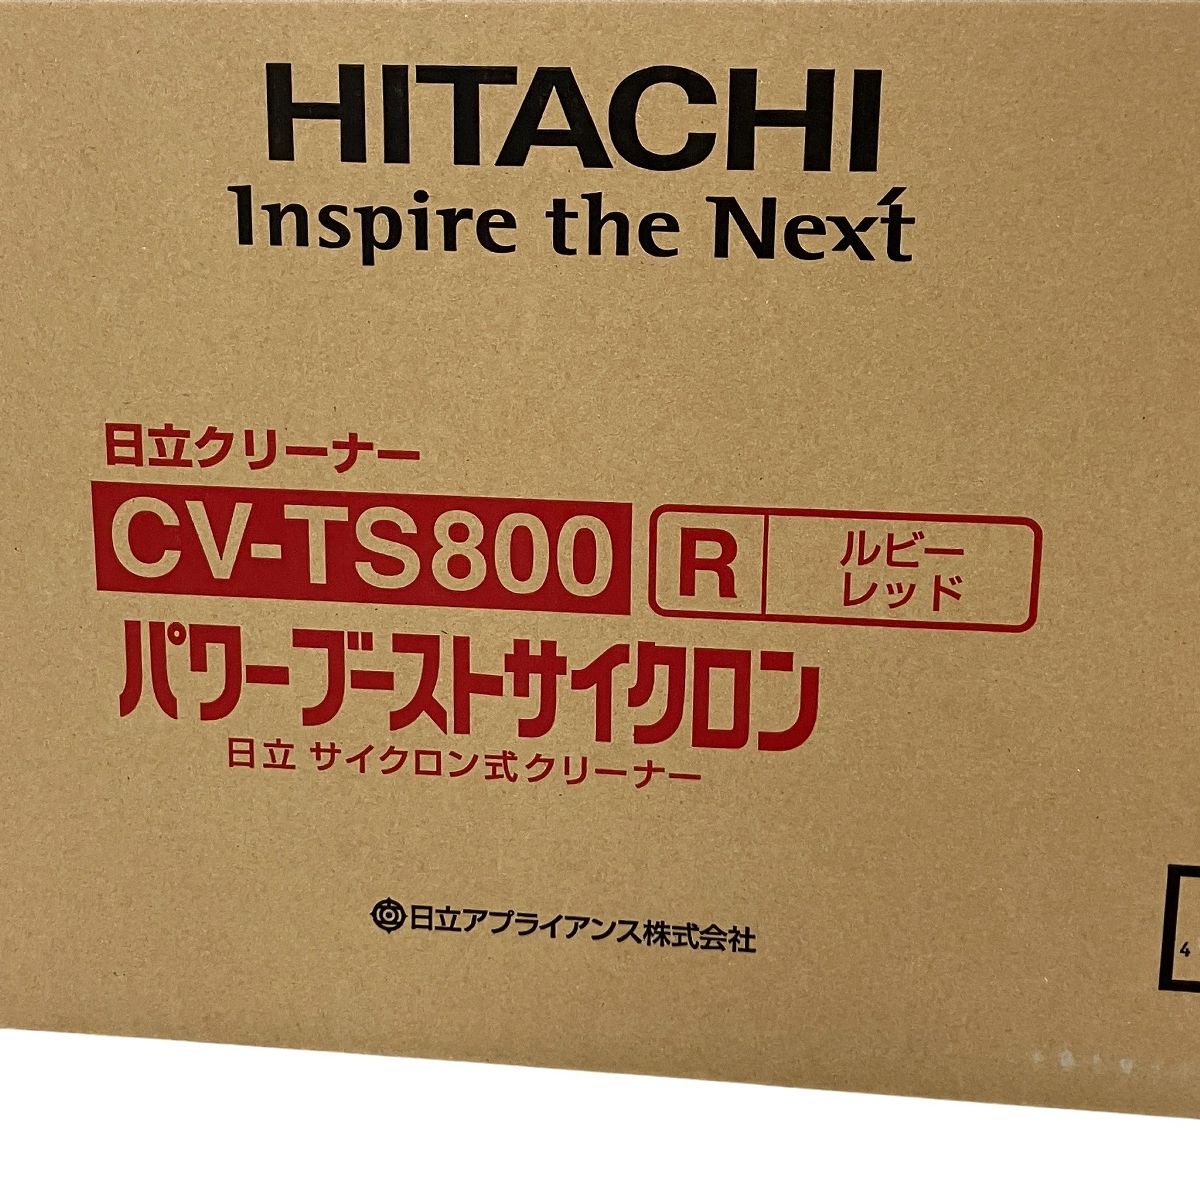 HITACHI
Inspire the Next
日立クリーナー
CV-TS800 R ルビー
レッド
パワーブーストサイクロン
日立 サイクロン式クリーナー
日立アプライアンス株式会社
4